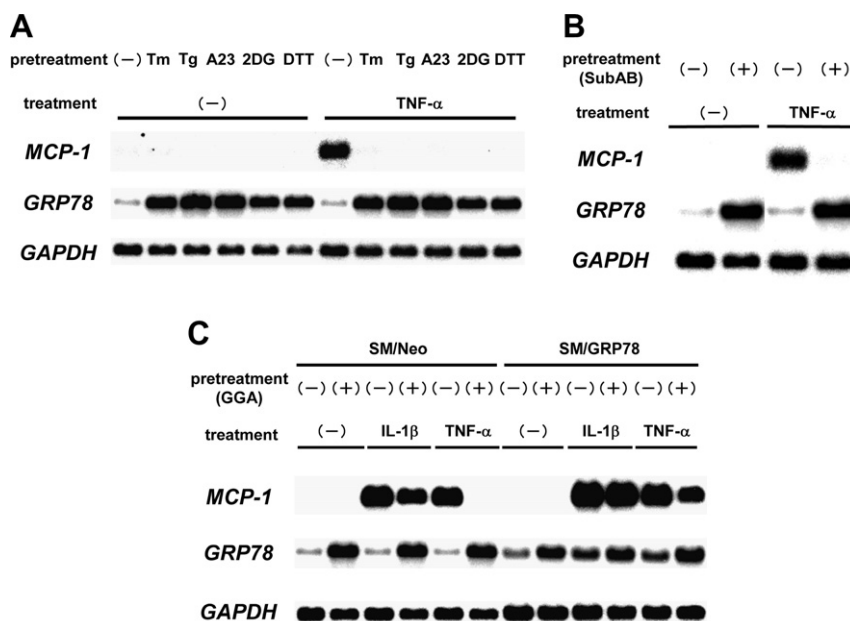 A
pretreatment (−) Tm Tg A23 2DG DTT (−) Tm Tg A23 2DG DTT
treatment (−) TNF-α
MCP-1
GRP78
GAPDH
B
pretreatment (SubAB) (−) (+) (−) (+)
treatment (−) TNF-α
MCP-1
GRP78
GAPDH
C
SM/Neo SM/GRP78
pretreatment (GGA) (−) (+) (−) (+) (−) (+) (−) (+) (−) (+) (−) (+)
treatment (−) IL-1β TNF-α (−) IL-1β TNF-α
MCP-1
GRP78
GAPDH